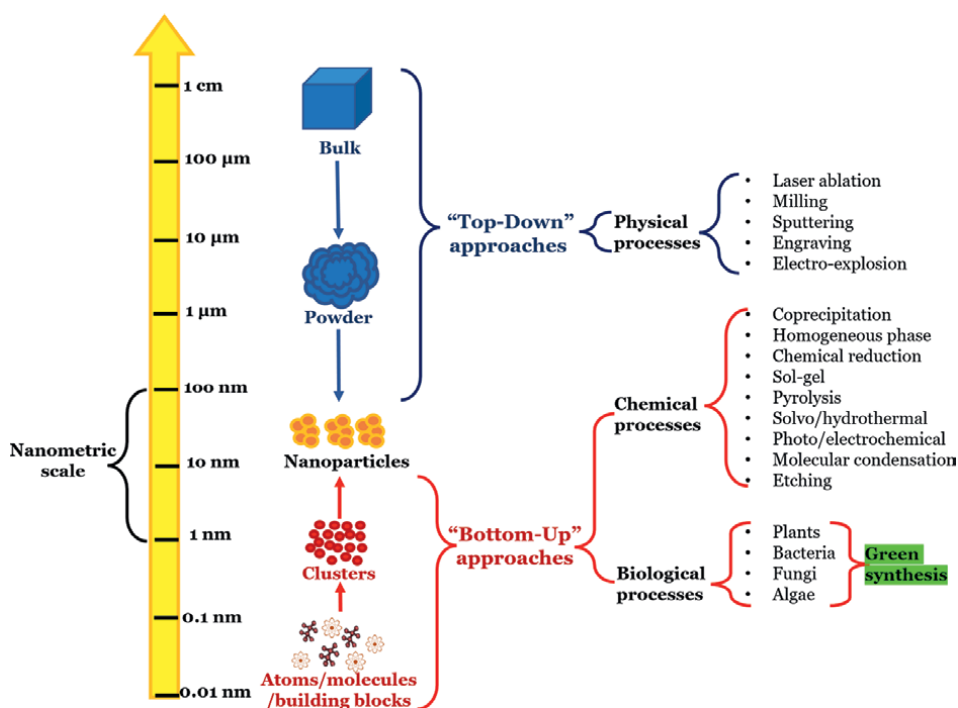 1 cm
100 µm
10 µm
1 µm
100 nm
10 nm
1 nm
0.1 nm
0.01 nm
Nanometric
scale
Bulk
Powder
Nanoparticles
Clusters
Atoms/molecules
/building blocks
“Top-Down”
approaches
Physical
processes
• Laser ablation
• Milling
• Sputtering
• Engraving
• Electro-explosion
“Bottom-Up”
approaches
Chemical
processes
• Coprecipitation
• Homogeneous phase
• Chemical reduction
• Sol-gel
• Pyrolysis
• Solvo/hydrothermal
• Photo/electrochemical
• Molecular condensation
• Etching
Biological
processes
• Plants
• Bacteria
• Fungi
• Algae
Green
synthesis